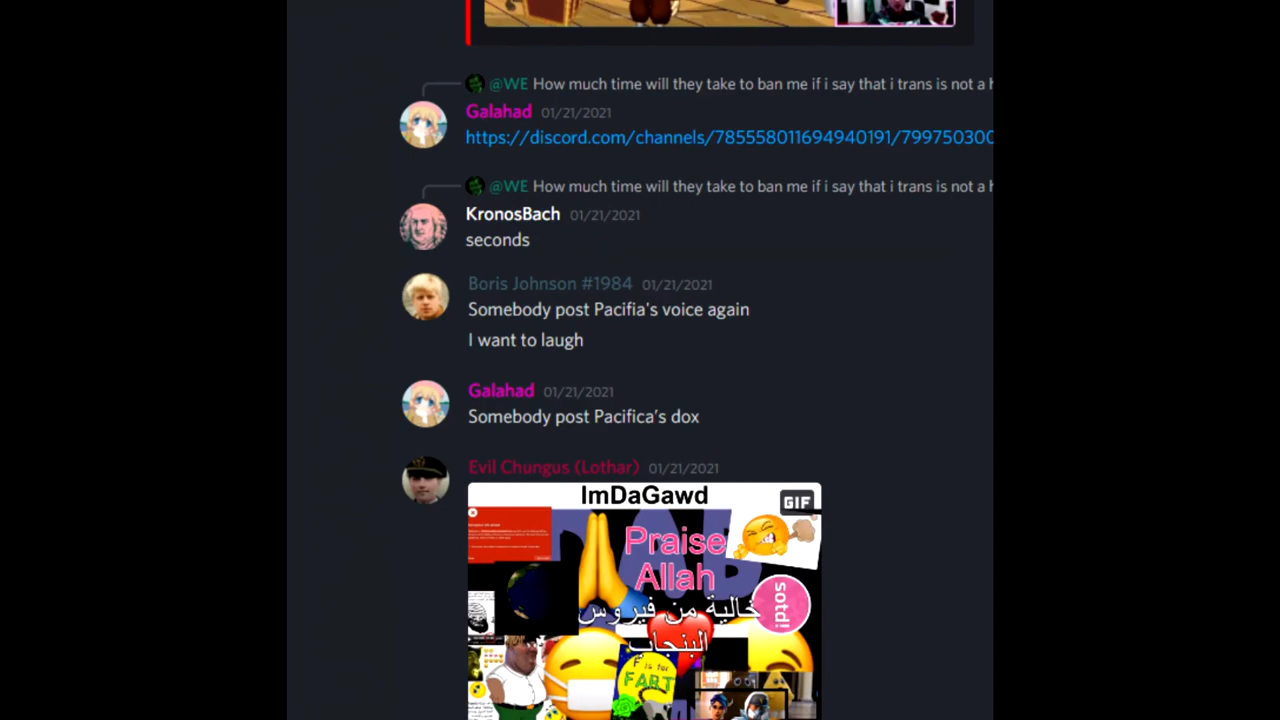 @WE How much time will they take to ban me if i say that i trans is not a
Galahad 01/21/2021
https://discord.com/channels/785558011694940191/799750300
@WE How much time will they take to ban me if i say that i trans is not a
KronosBach 01/21/2021
seconds
Boris Johnson #1984 01/21/2021
Somebody post Pacifia's voice again
I want to laugh
Galahad 01/21/2021
Somebody post Pacifica's dox
Evil Chungus (Lothar) 01/21/2021
ImDaGawd
GIF
Praise
Allah
sotd!
خالية من فيروس
البنجاب
F is for
FART